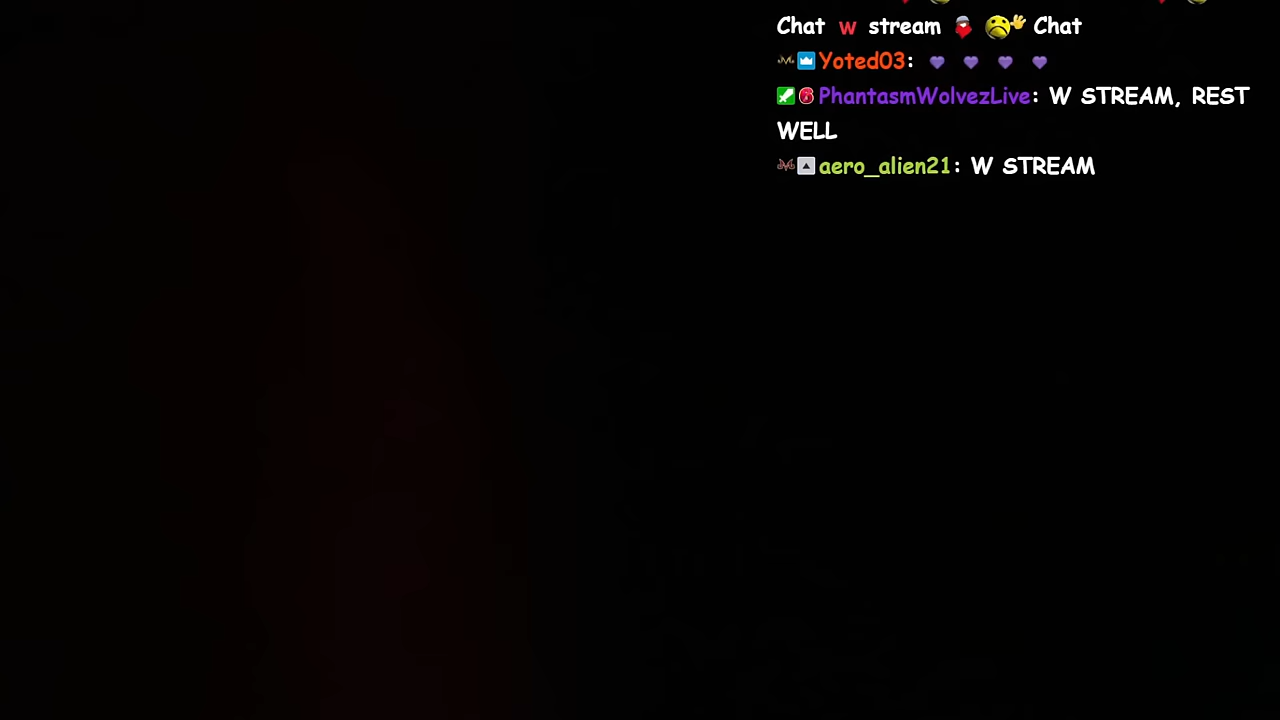 Chat w stream Chat
Yoted03:
PhantasmWolvezLive: W STREAM, REST
WELL
aero_alien21: W STREAM